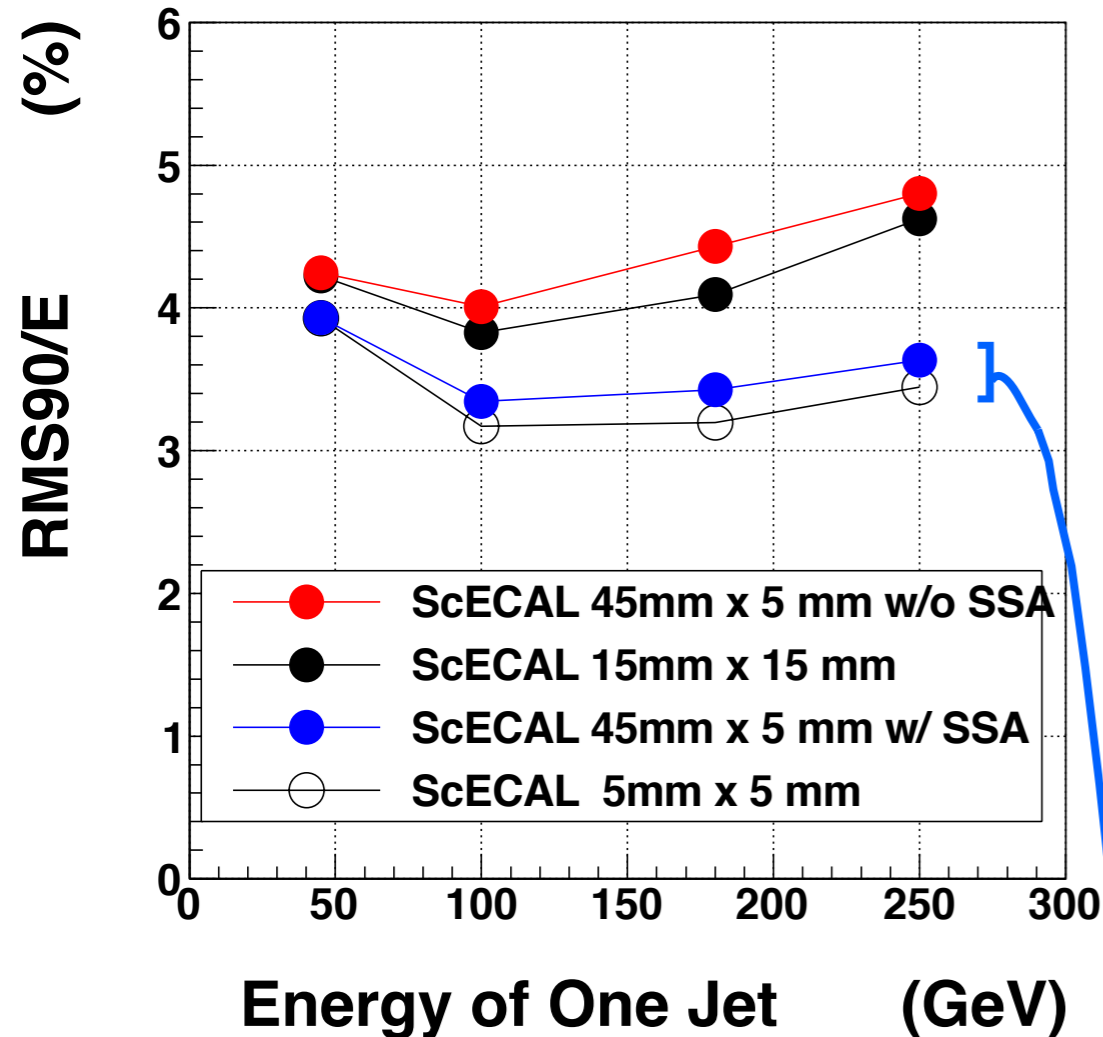 RMS90/E (%)
6
5
4
3
2
1
0
ScECAL 45mm x 5 mm w/o SSA
ScECAL 15mm x 15 mm
ScECAL 45mm x 5 mm w/ SSA
ScECAL 5mm x 5 mm
0 50 100 150 200 250 300
Energy of One Jet (GeV)